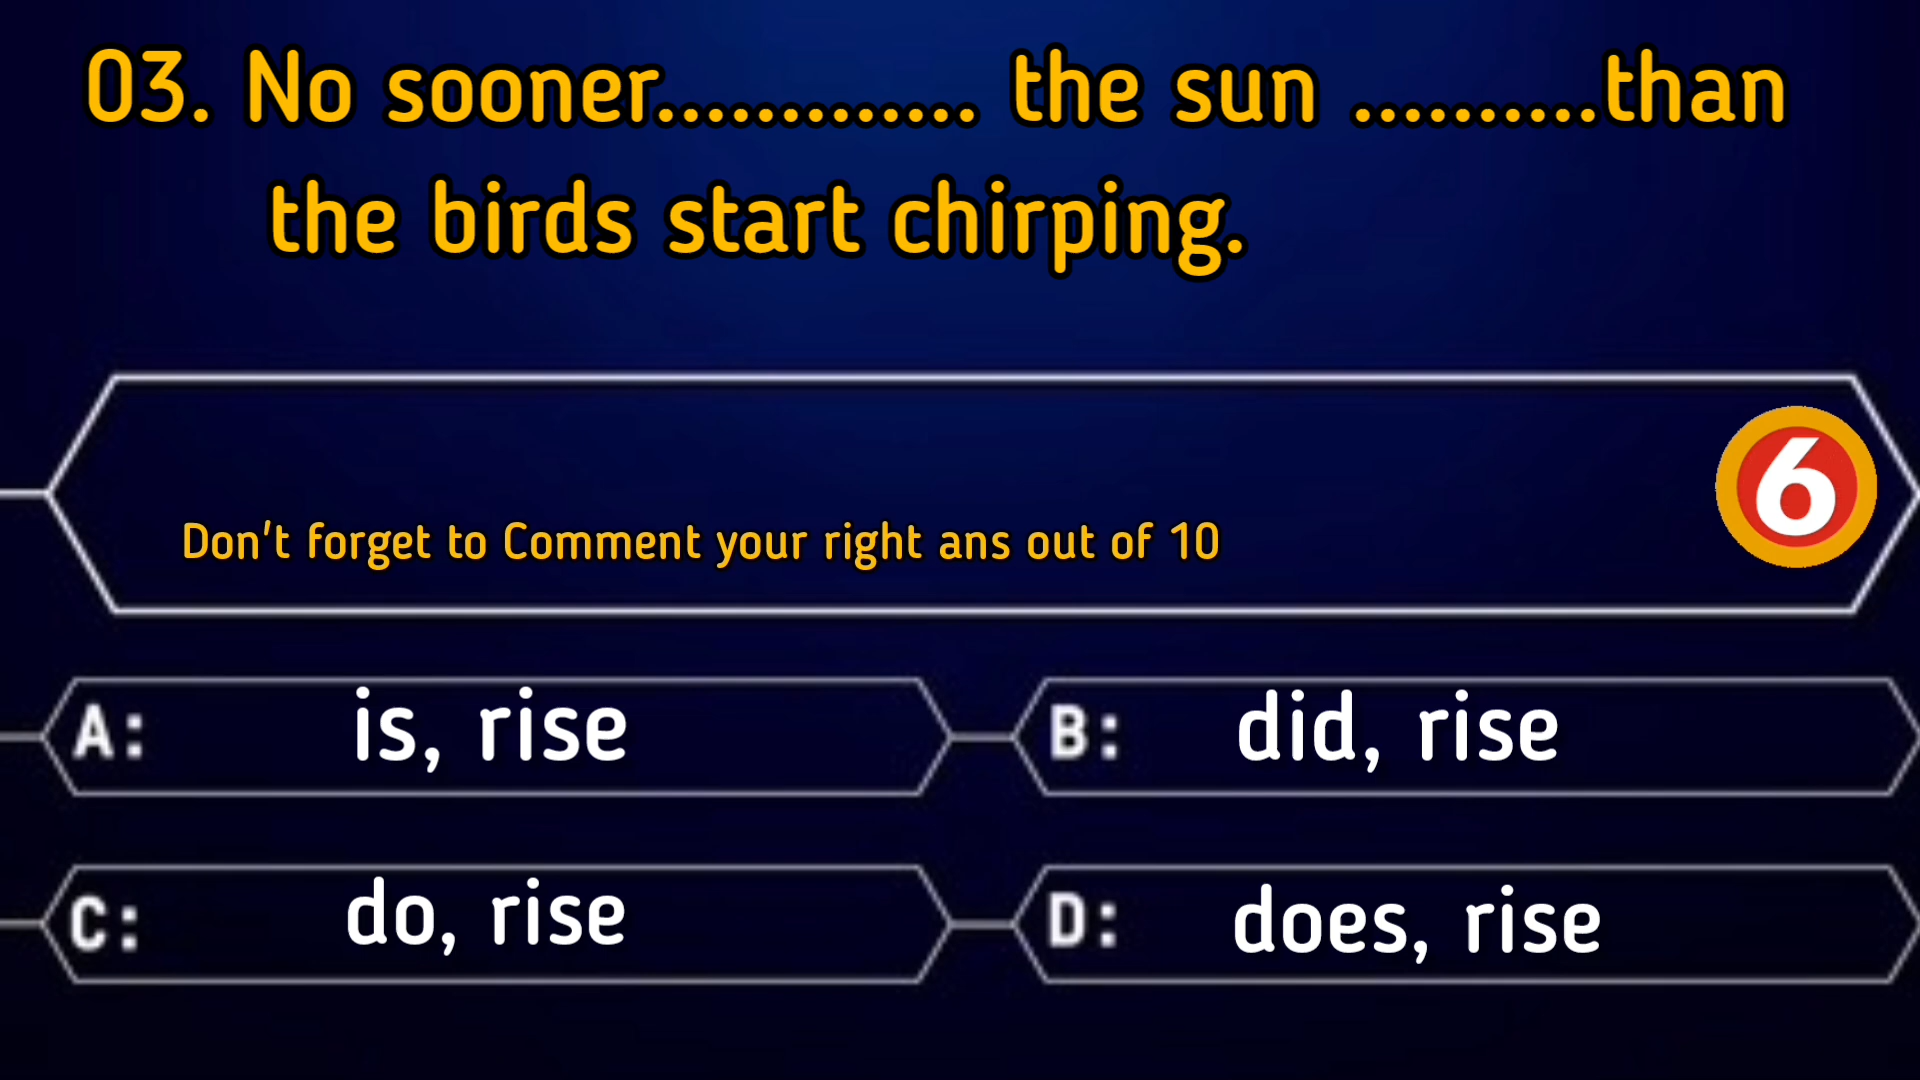 03. No sooner............. the sun ..........than
the birds start chirping.
6
Don't forget to Comment your right ans out of 10
A: is, rise
B: did, rise
C: do, rise
D: does, rise